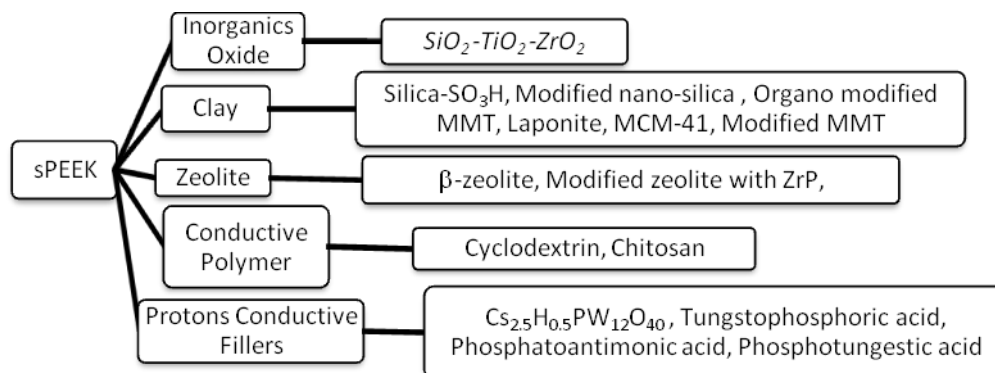 Inorganics
Oxide
SiO₂-TiO₂-ZrO₂
Clay
Silica-SO₃H, Modified nano-silica , Organo modified
MMT, Laponite, MCM-41, Modified MMT
sPEEK
Zeolite
β-zeolite, Modified zeolite with ZrP,
Conductive
Polymer
Cyclodextrin, Chitosan
Protons Conductive
Fillers
Cs₂.₅H₀.₅PW₁₂O₄₀, Tungstophosphoric acid,
Phosphatoantimonic acid, Phosphotungestic acid